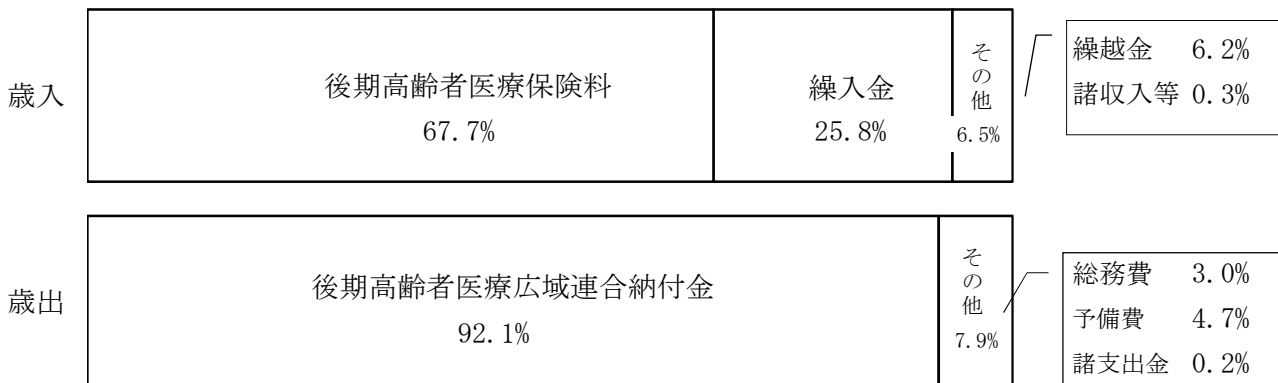 歳入
後期高齢者医療保険料
67.7%
繰入金
25.8%
その他
6.5%
繰越金 6.2%
諸収入等 0.3%
歳出
後期高齢者医療広域連合納付金
92.1%
その他
7.9%
総務費 3.0%
予備費 4.7%
諸支出金 0.2%